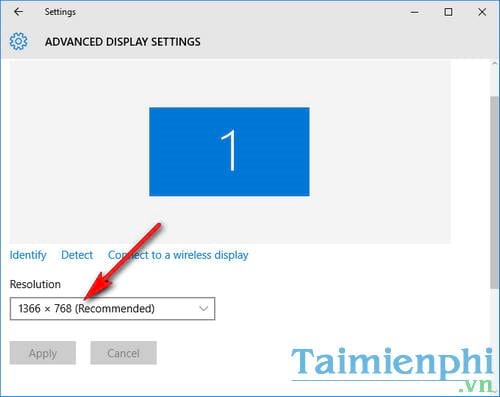 Settings
ADVANCED DISPLAY SETTINGS
1
Identify Detect Connect to a wireless display
Resolution
1366 × 768 (Recommended)
Apply Cancel
Taimienphi
.vn